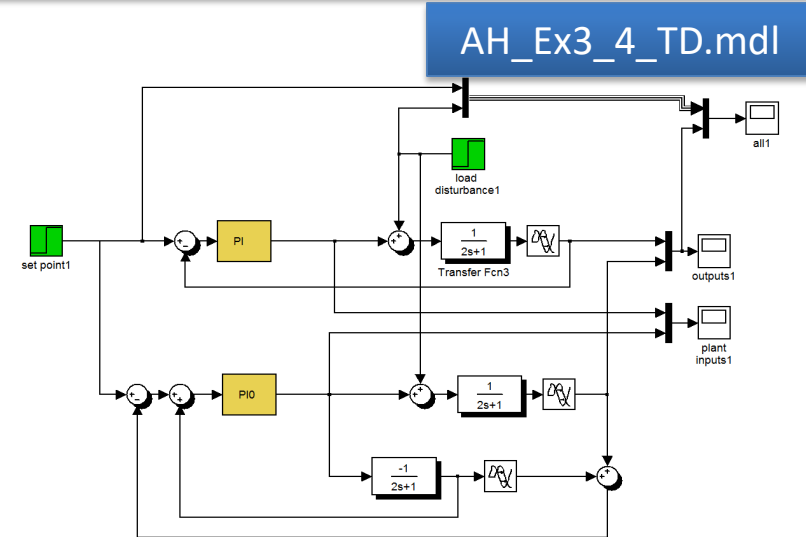 AH_Ex3_4_TD.mdl
all1
load
disturbance1
set point1
+
-
PI
+
+
1
2s+1
Transfer Fcn3
outputs1
plant
inputs1
+
-
+
+
PI0
+
+
1
2s+1
-1
2s+1
+
+